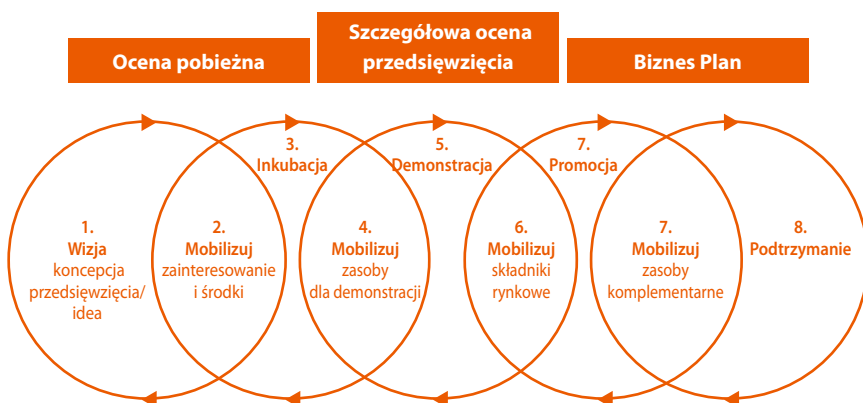 Ocena pobieżna
Szczegółowa ocena
przedsięwzięcia
Biznes Plan
1.
Wizja
koncepcja
przedsięwzięcia/
idea
2.
Mobilizuj
zainteresowanie
i środki
3.
Inkubacja
4.
Mobilizuj
zasoby
dla demonstracji
5.
Demonstracja
6.
Mobilizuj
składniki
rynkowe
7.
Promocja
7.
Mobilizuj
zasoby
komplementarne
8.
Podtrzymanie